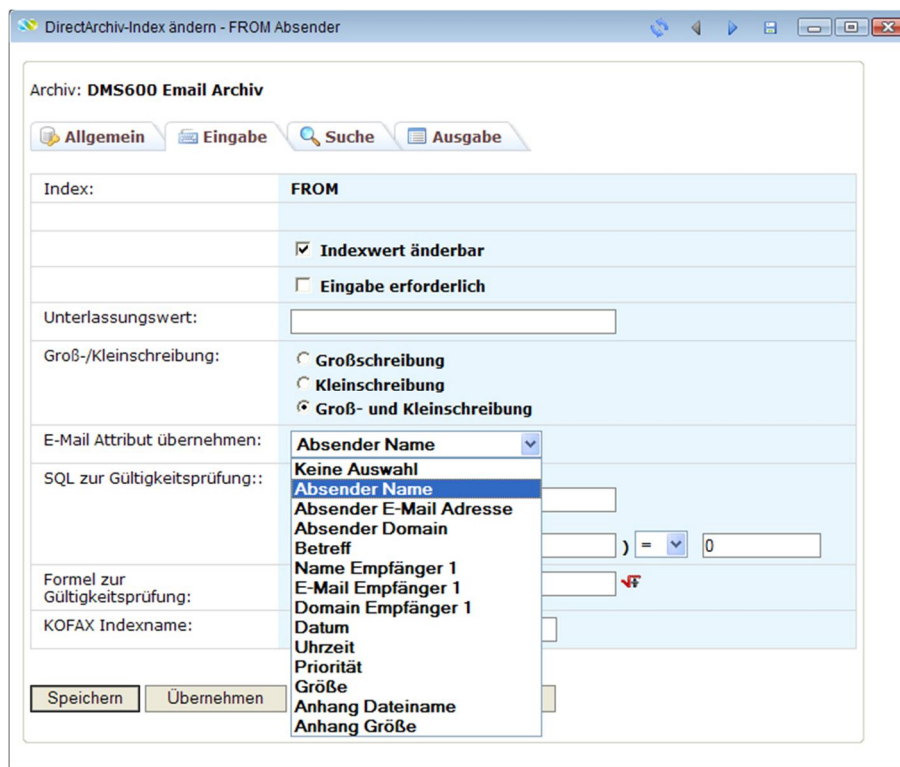 DirectArchiv-Index ändern - FROM Absender
Archiv: DMS600 Email Archiv
Allgemein Eingabe Suche Ausgabe
Index: FROM
Indexwert änderbar
Eingabe erforderlich
Unterlassungswert:
Groß-/Kleinschreibung: Großschreibung
Kleinschreibung
Groß- und Kleinschreibung
E-Mail Attribut übernehmen: Absender Name
Keine Auswahl
SQL zur Gültigkeitsprüfung::
Absender Name
Absender E-Mail Adresse
Absender Domain
Betreff
) = 0
Name Empfänger 1
Formel zur
Gültigkeitsprüfung:
E-Mail Empfänger 1
Domain Empfänger 1
KOFAX Indexname:
Datum
Uhrzeit
Priorität
Größe
Anhang Dateiname
Anhang Größe
Speichern Übernehmen